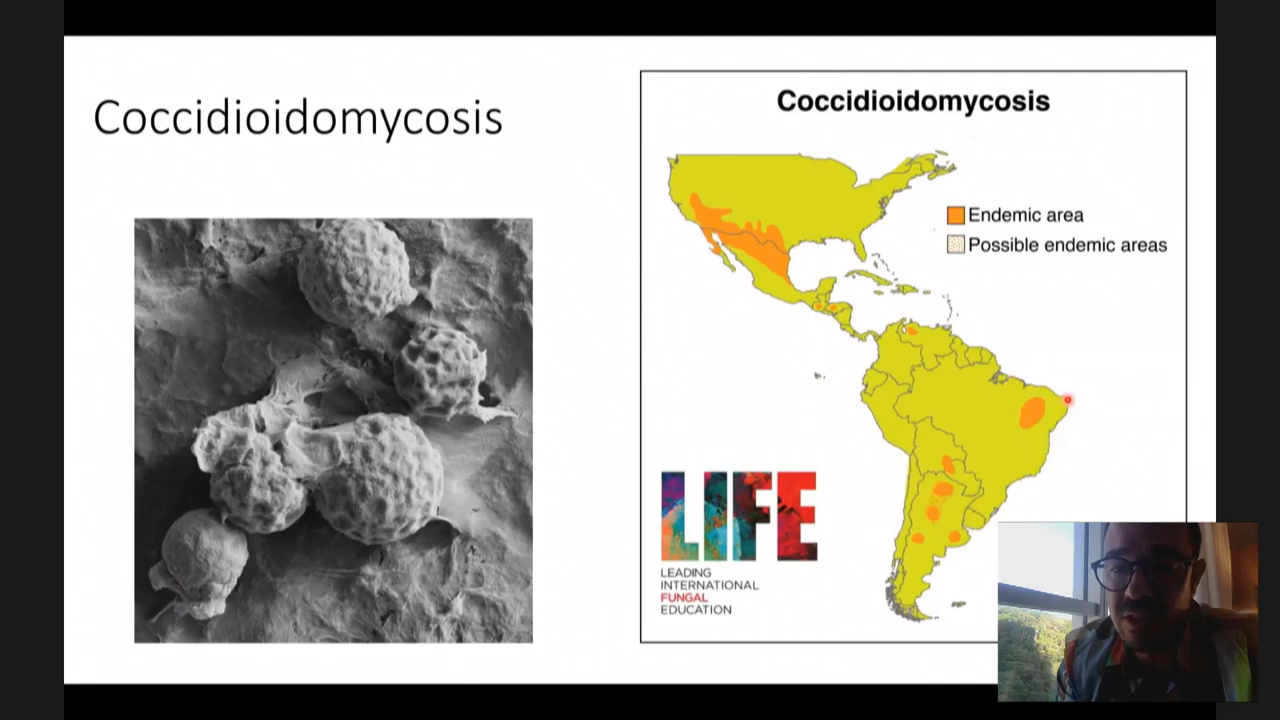 Coccidioidomycosis
Coccidioidomycosis
Endemic area
Possible endemic areas
LIFE
LEADING
INTERNATIONAL
FUNGAL
EDUCATION